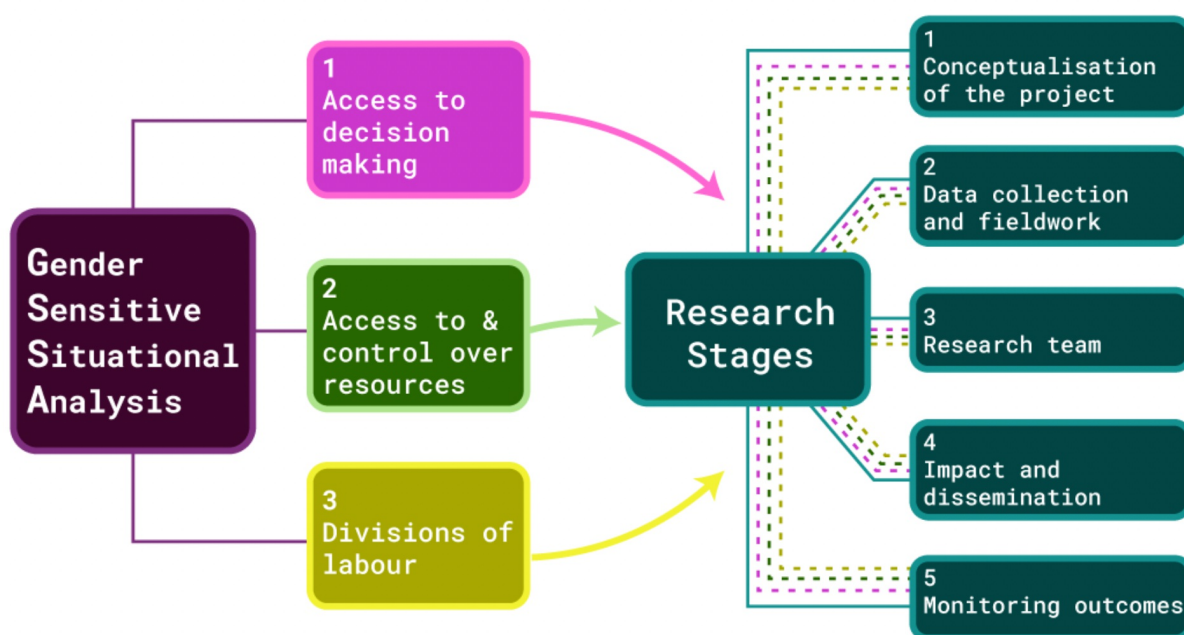 Gender
Sensitive
Situational
Analysis
1
Access to
decision
making
2
Access to &
control over
resources
3
Divisions of
labour
Research
Stages
1
Conceptualisation
of the project
2
Data collection
and fieldwork
3
Research team
4
Impact and
dissemination
5
Monitoring outcomes